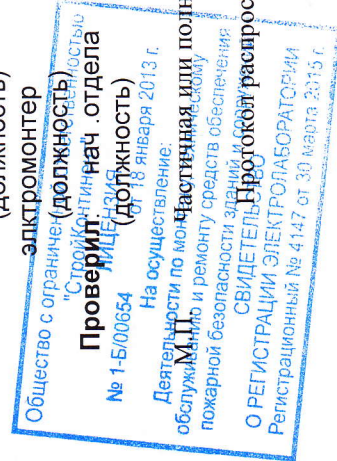 (должность)
элктромонтер
(должность)
Проверил: нач .отдела
(должность)
М.П.
Частичная или полн
Протокол распрос
Общество с ограниченной ответственностью
"СтройКонтинент"
ЛИЦЕНЗИЯ
№ 1-Б/00654 18 января 2013 г.
На осуществление:
Деятельности по монтажу, техническому
обслуживанию и ремонту средств обеспечения
пожарной безопасности зданий и сооружений
СВИДЕТЕЛЬСТВО
О РЕГИСТРАЦИИ ЭЛЕКТРОЛАБОРАТОРИИ
Регистрационный № 4147 от 30 марта 2015 г.